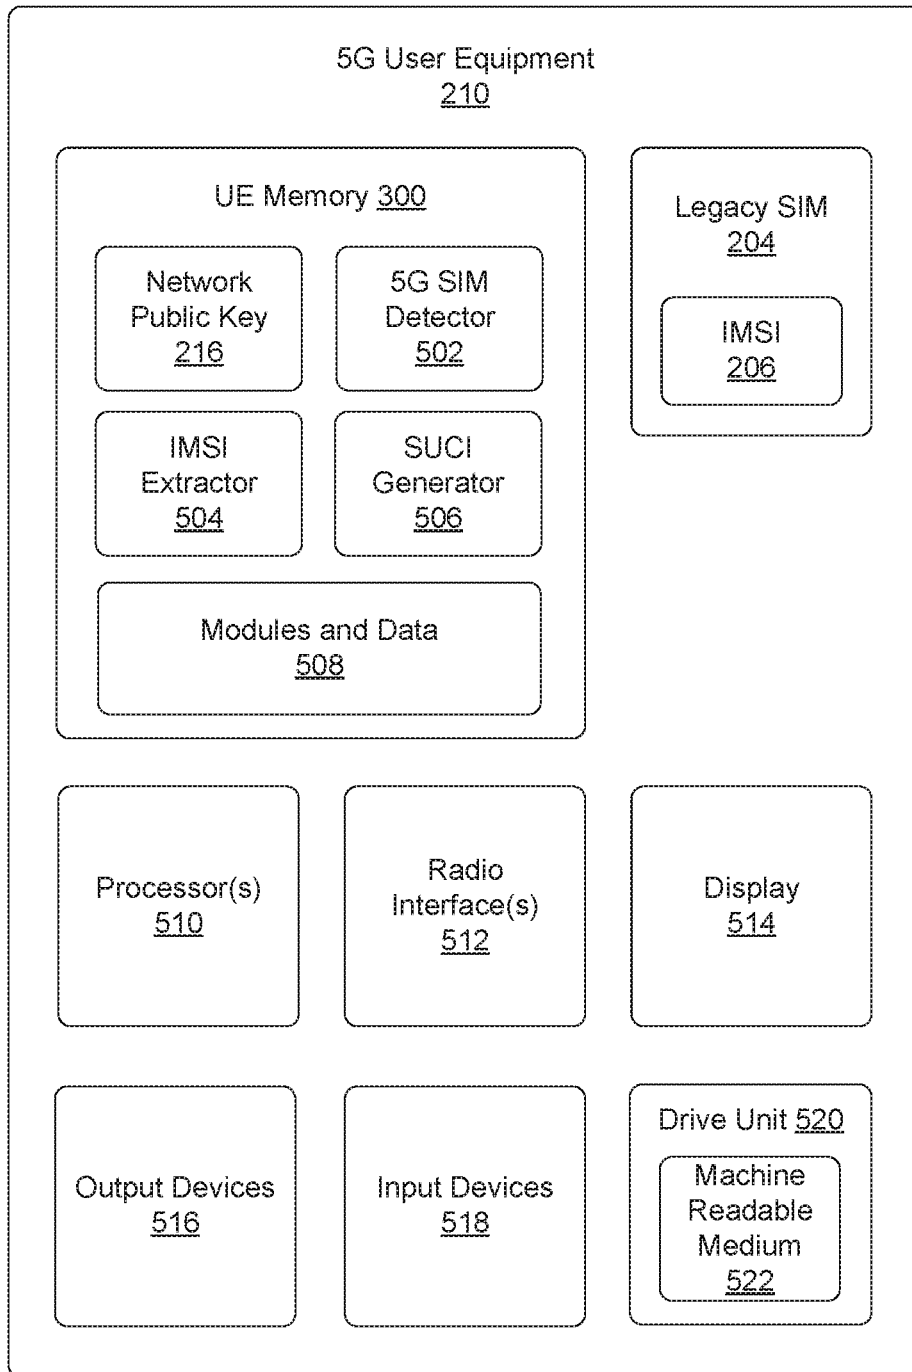 5G User Equipment
210
UE Memory 300
Network
Public Key
216
5G SIM
Detector
502
IMSI
Extractor
504
SUCI
Generator
506
Modules and Data
508
Legacy SIM
204
IMSI
206
Processor(s)
510
Radio
Interface(s)
512
Display
514
Output Devices
516
Input Devices
518
Drive Unit 520
Machine
Readable
Medium
522